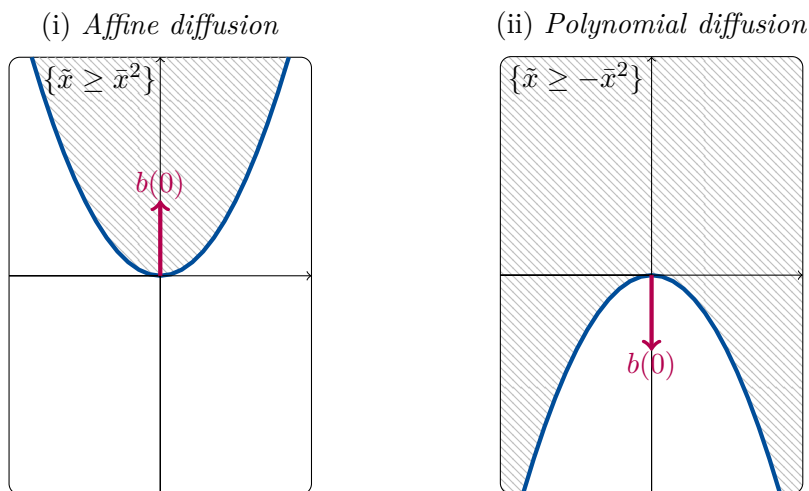 (i) Affine diffusion
{x̃ ≥ x̄²}
b(0)
(ii) Polynomial diffusion
{x̃ ≥ −x̄²}
b(0)